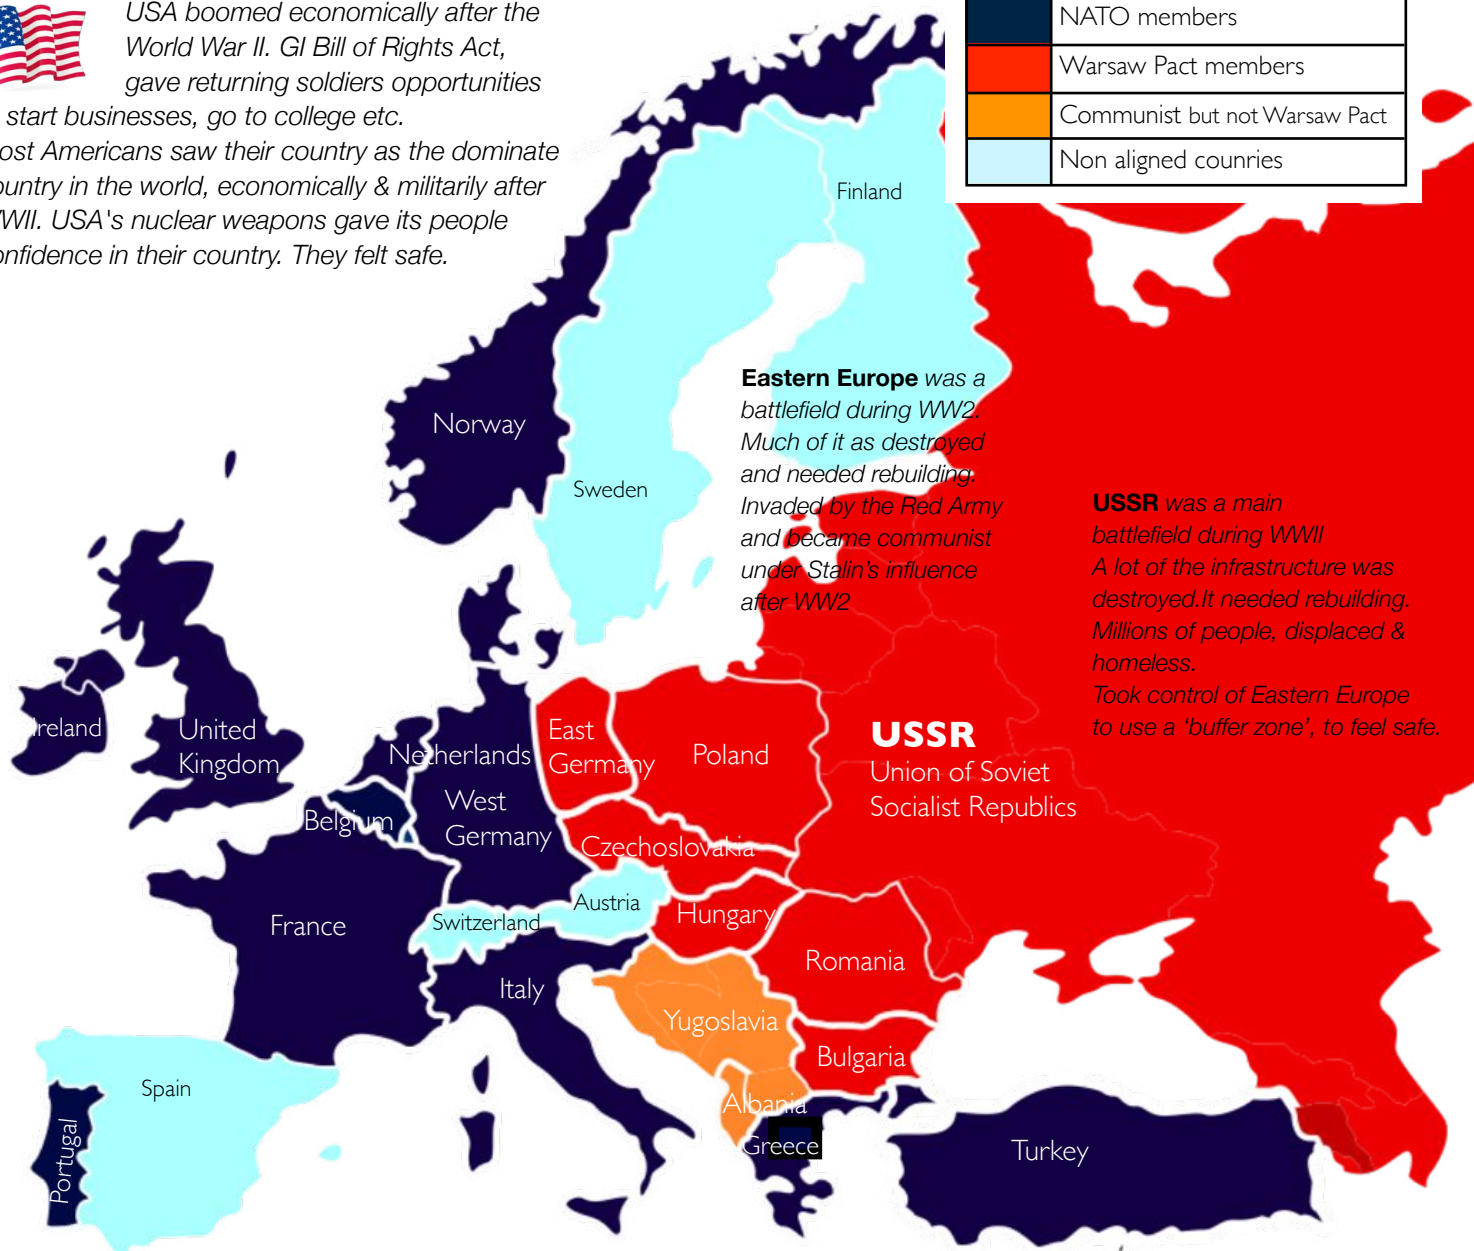 USA boomed economically after the
World War II. GI Bill of Rights Act,
gave returning soldiers opportunities
start businesses, go to college etc.
ost Americans saw their country as the dominate
ountry in the world, economically & militarily after
WII. USA's nuclear weapons gave its people
onfidence in their country. They felt safe.
NATO members
Warsaw Pact members
Communist but not Warsaw Pact
Non aligned counries
Finland
Norway
Sweden
Eastern Europe was a
battlefield during WW2.
Much of it as destroyed
and needed rebuilding.
Invaded by the Red Army
and became communist
under Stalin's influence
after WW2
USSR was a main
battlefield during WWII
A lot of the infrastructure was
destroyed.It needed rebuilding.
Millions of people, displaced &
homeless.
Took control of Eastern Europe
to use a ‘buffer zone’, to feel safe.
Ireland
United
Kingdom
Netherlands
East
Germany
Poland
USSR
Union of Soviet
Socialist Republics
Belgium
West
Germany
Czechoslovakia
France
Switzerland
Austria
Hungary
Romania
Italy
Yugoslavia
Bulgaria
Spain
Portugal
Albania
Greece
Turkey